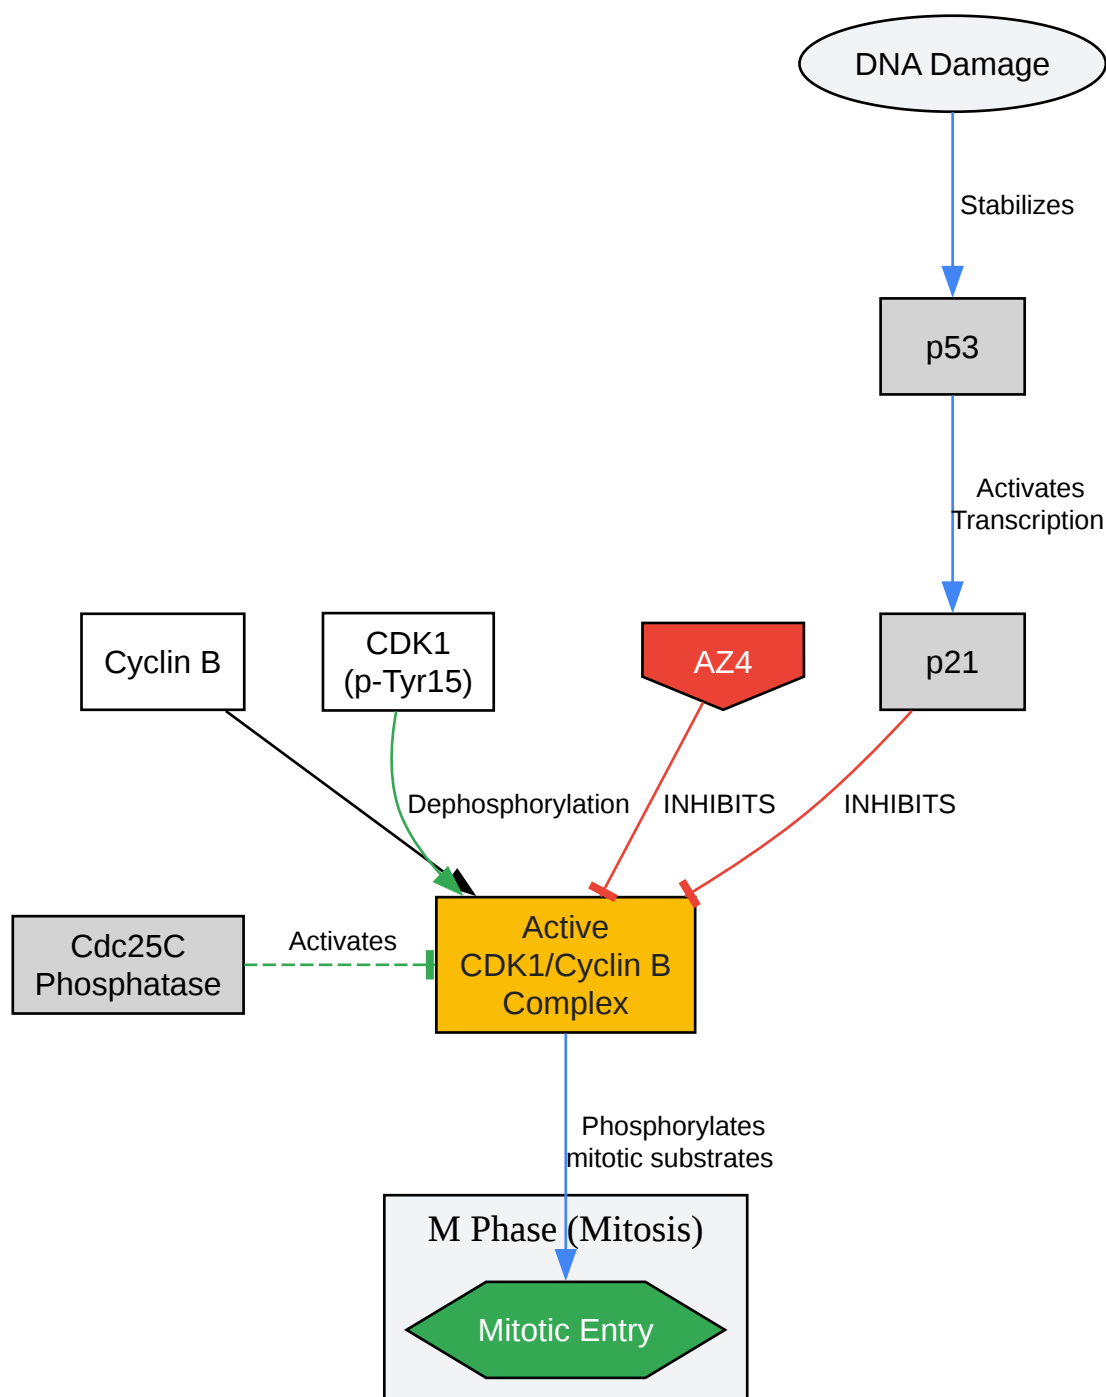 DNA Damage
Stabilizes
p53
Activates
Transcription
Cyclin B
CDK1
(p-Tyr15)
AZ4
p21
Dephosphorylation
INHIBITS
INHIBITS
Cdc25C
Phosphatase
Activates
Active
CDK1/Cyclin B
Complex
Phosphorylates
mitotic substrates
M Phase (Mitosis)
Mitotic Entry